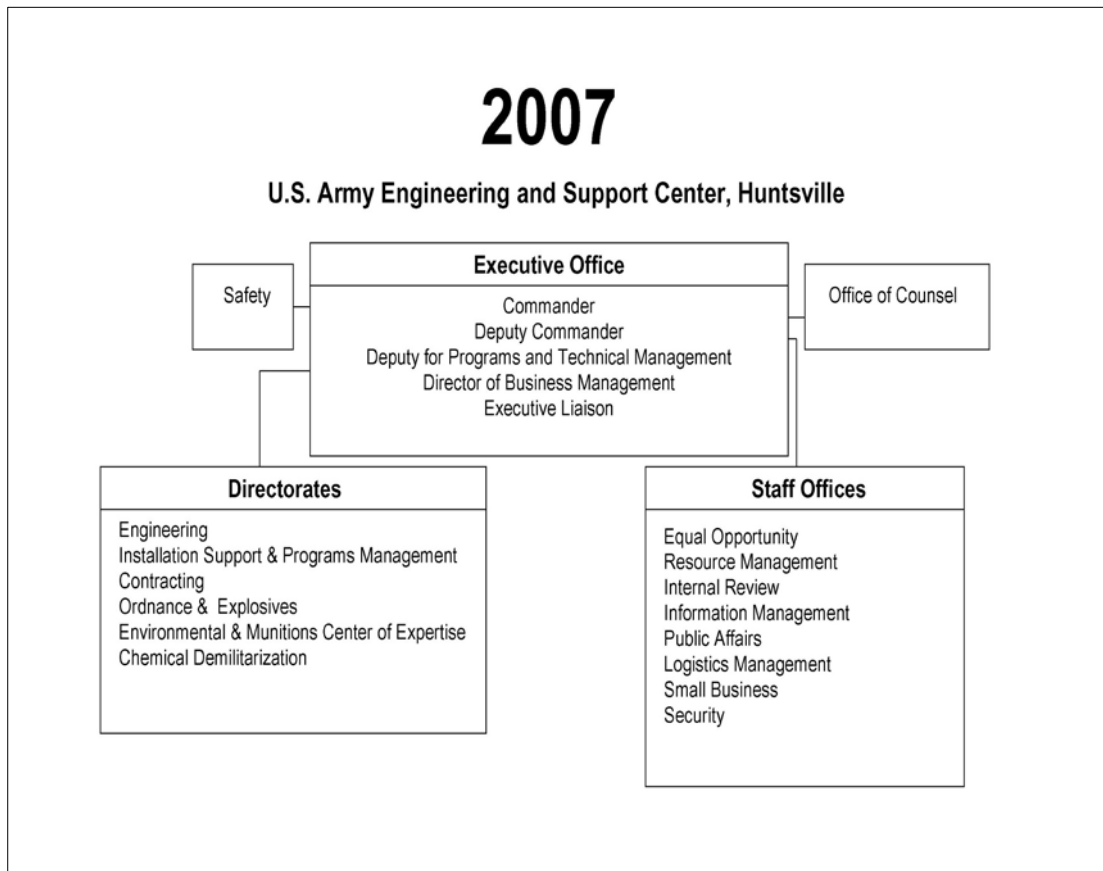 2007
U.S. Army Engineering and Support Center, Huntsville
Safety
Executive Office
Commander
Deputy Commander
Deputy for Programs and Technical Management
Director of Business Management
Executive Liaison
Office of Counsel
Directorates
Engineering
Installation Support & Programs Management
Contracting
Ordnance & Explosives
Environmental & Munitions Center of Expertise
Chemical Demilitarization
Staff Offices
Equal Opportunity
Resource Management
Internal Review
Information Management
Public Affairs
Logistics Management
Small Business
Security